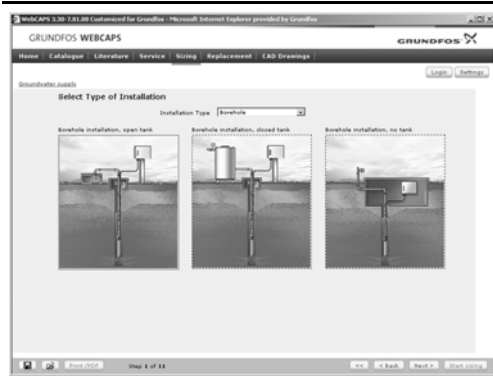 WebCAPS 3.30-7.01.00 Customized for Grundfos - Microsoft Internet Explorer provided by Grundfos
GRUNDFOS WEBCAPS
GRUNDFOS
Home Catalogue Literature Service Sizing Replacement CAD Drawings
Login Settings
Groundwater supply
Select Type of Installation
Installation Type Borehole
Borehole installation, open tank Borehole installation, closed tank Borehole installation, no tank
Print/PDF Step 1 of 11 << < Back Next > Start sizing